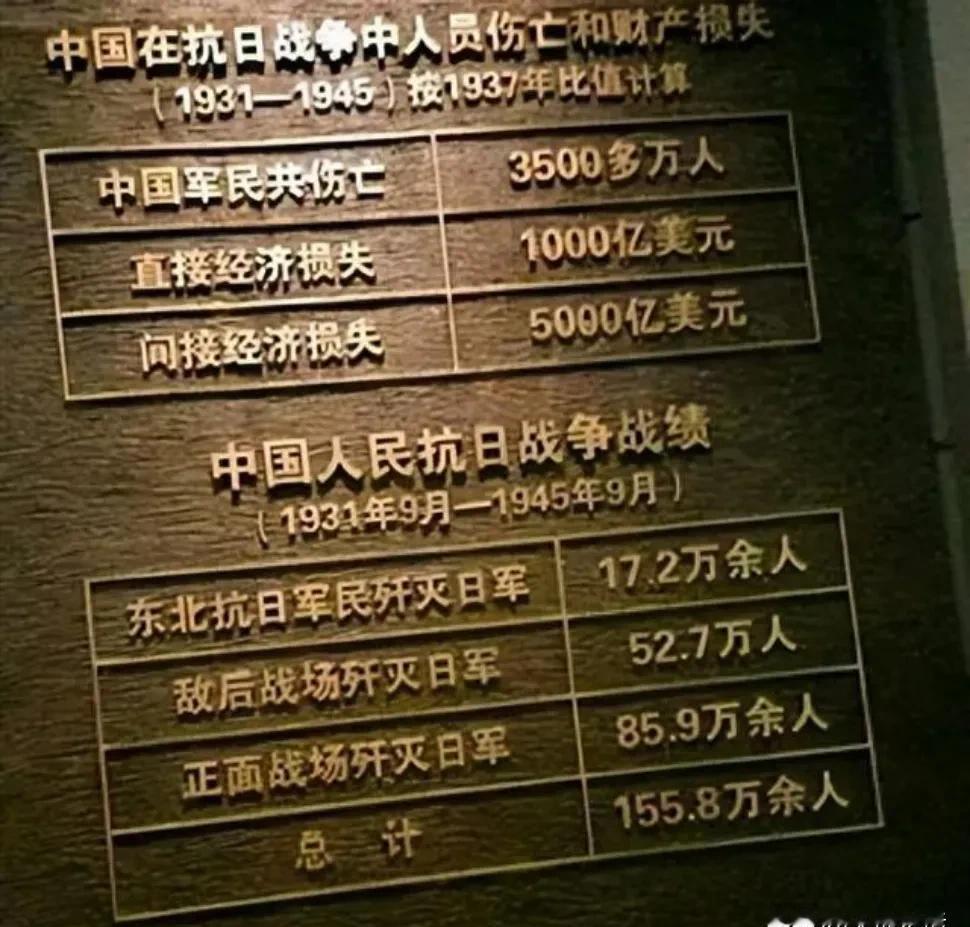 中国在抗日战争中人员伤亡和财产损失
（1931—1945）按1937年比值计算
中国军民共伤亡 3500多万人
直接经济损失 1000亿美元
间接经济损失 5000亿美元
中国人民抗日战争战绩
（1931年9月—1945年9月）
东北抗日军民歼灭日军 17.2万余人
敌后战场歼灭日军 52.7万人
正面战场歼灭日军 85.9万余人
总计 155.8万余人